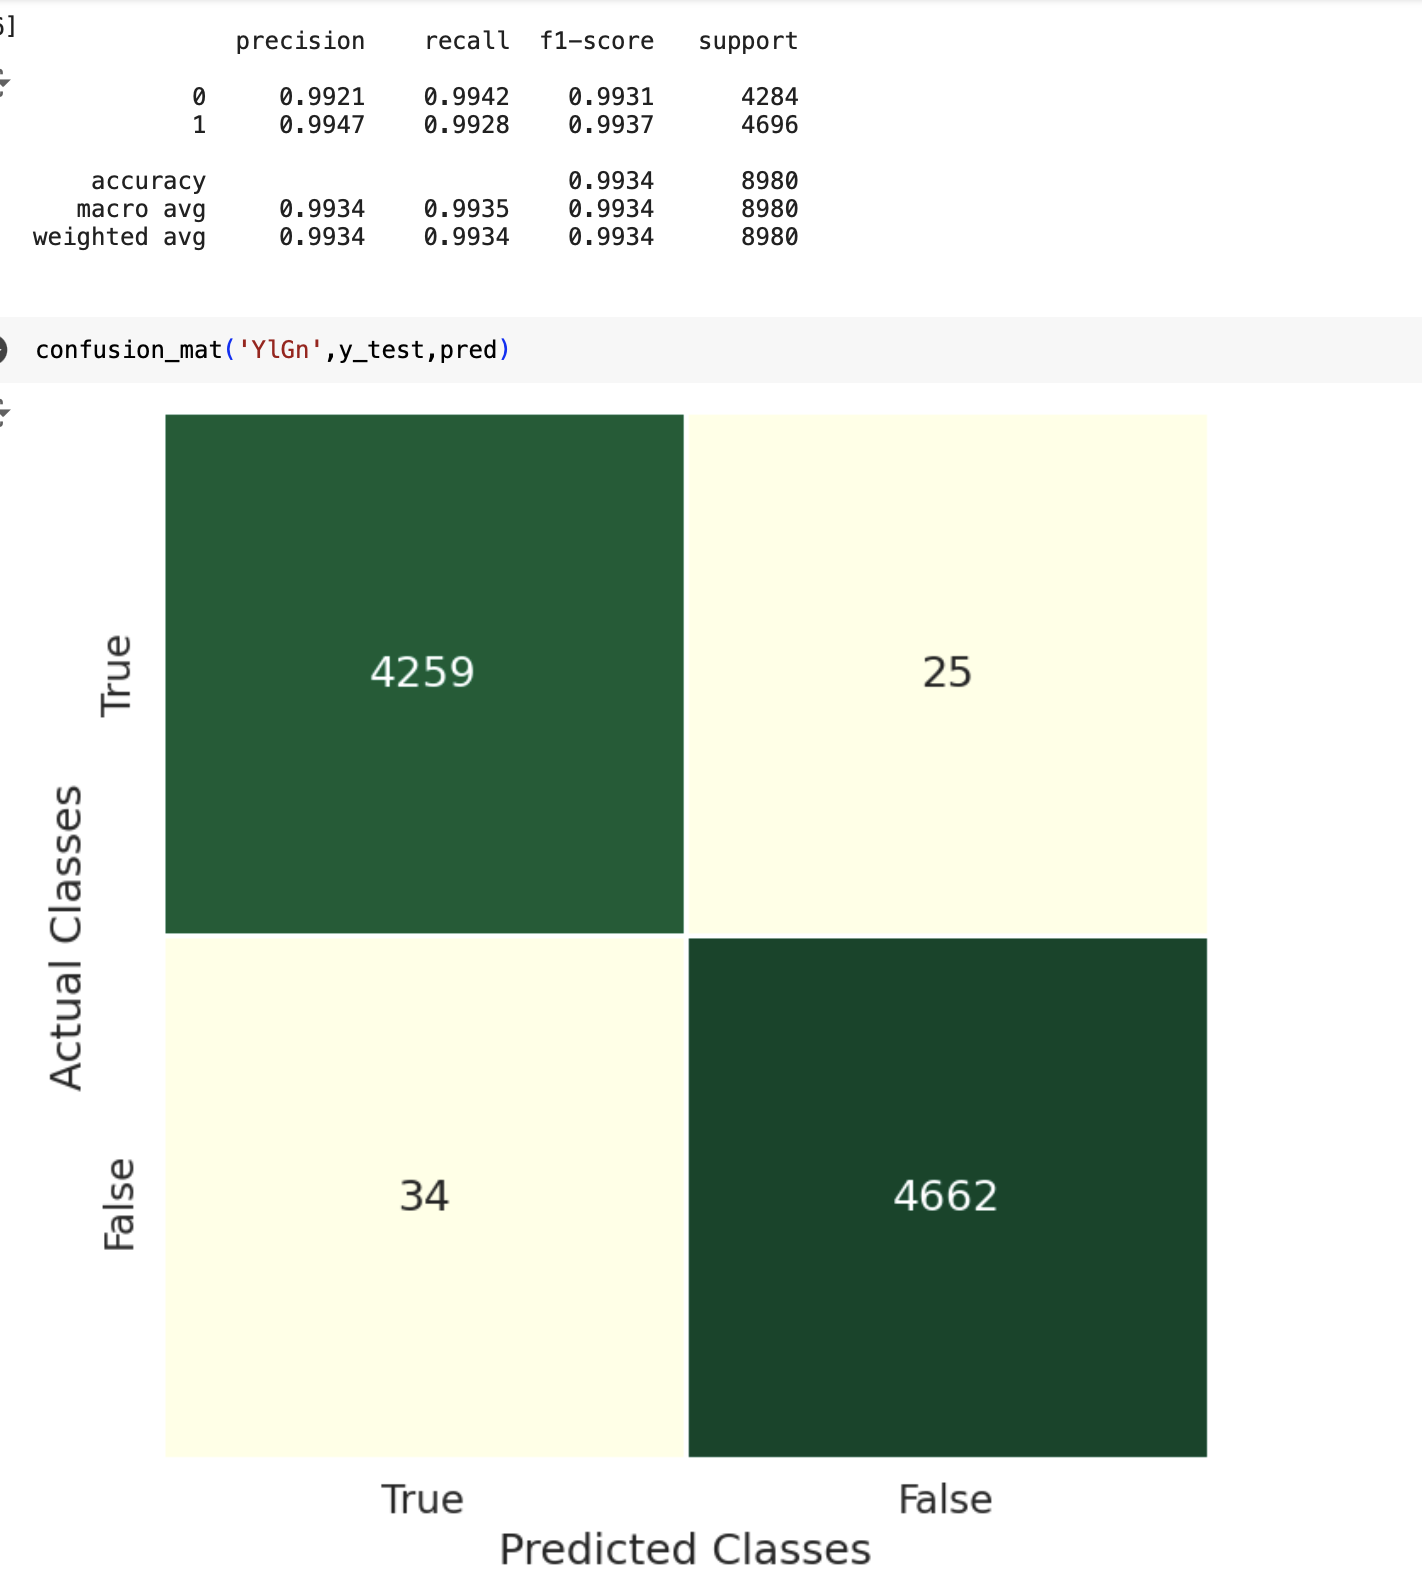 5]
precision recall f1-score support
0 0.9921 0.9942 0.9931 4284
1 0.9947 0.9928 0.9937 4696
accuracy 0.9934 8980
macro avg 0.9934 0.9935 0.9934 8980
weighted avg 0.9934 0.9934 0.9934 8980
confusion_mat('YlGn',y_test,pred)
Actual Classes
True
4259 25
False
34 4662
True False
Predicted Classes